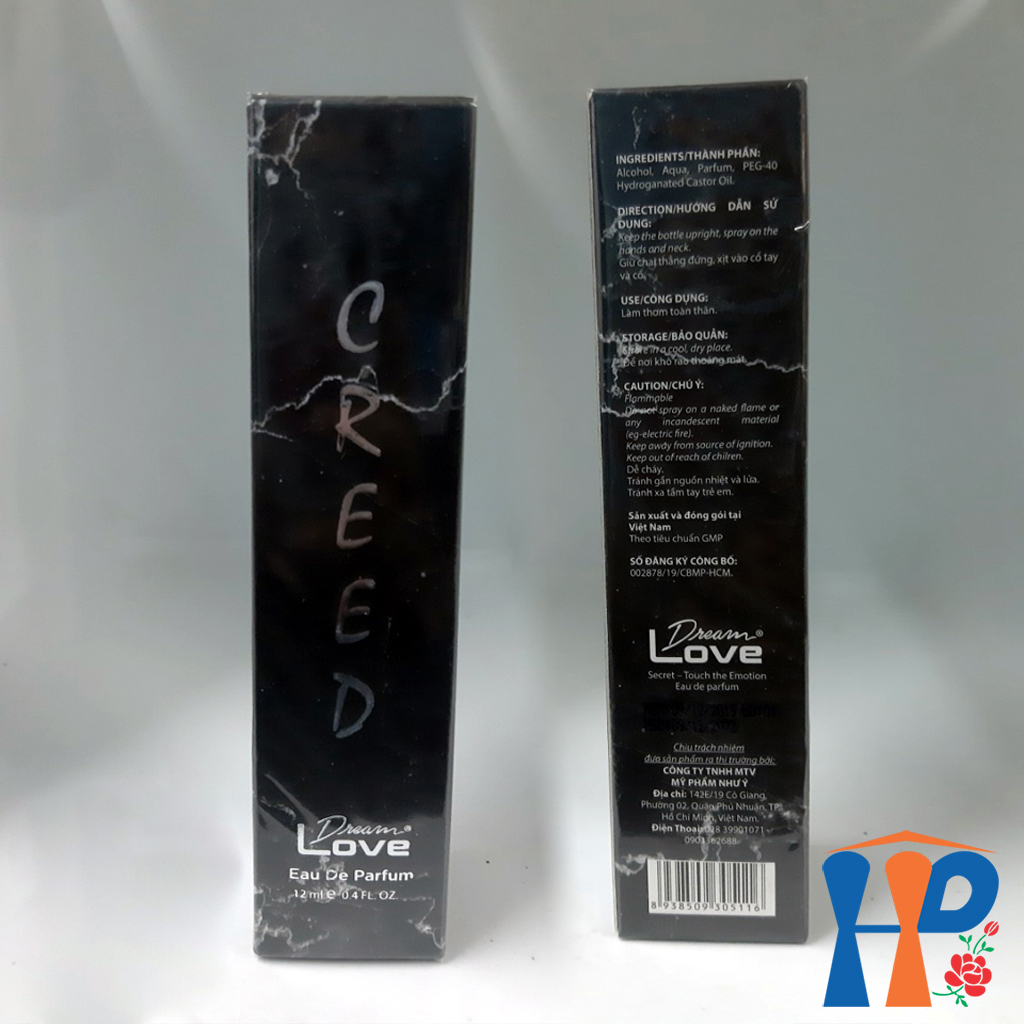 CREED
Dream®
Love
Eau De Parfum
12 ml e 0.4 FL. OZ.
INGREDIENTS/THÀNH PHẦN:
Alcohol, Aqua, Parfum, PEG-40
Hydroganated Castor Oil.
DIRECTION/HƯỚNG DẪN SỬ
DỤNG:
Keep the bottle upright, spray on the
hands and neck.
Giữ chai thẳng đứng, xịt vào cổ tay
và cổ.
USE/CÔNG DỤNG:
Làm thơm toàn thân.
STORAGE/BẢO QUẢN:
Store in a cool, dry place.
Để nơi khô ráo thoáng mát.
CAUTION/CHÚ Ý:
Flammable
Do not spray on a naked flame or
any incandescent material
(eg-electric fire).
Keep away from source of ignition.
Keep out of reach of chilren.
Dễ cháy.
Tránh gần nguồn nhiệt và lửa.
Tránh xa tầm tay trẻ em.
Sản xuất và đóng gói tại
Việt Nam
Theo tiêu chuẩn GMP
SỐ ĐĂNG KÝ CÔNG BỐ:
002878/19/CBMP-HCM.
Dream®
Love
Secret – Touch the Emotion
Eau de parfum
Chịu trách nhiệm
đưa sản phẩm ra thị trường bởi:
CÔNG TY TNHH MTV
MỸ PHẨM NHƯ Ý
Địa chỉ: 142E/19 Cô Giang,
Phường 02, Quận Phú Nhuận, TP.
Hồ Chí Minh, Việt Nam.
Điện Thoại: 028 39901071 -
0901362688
8 938509 305116
HP